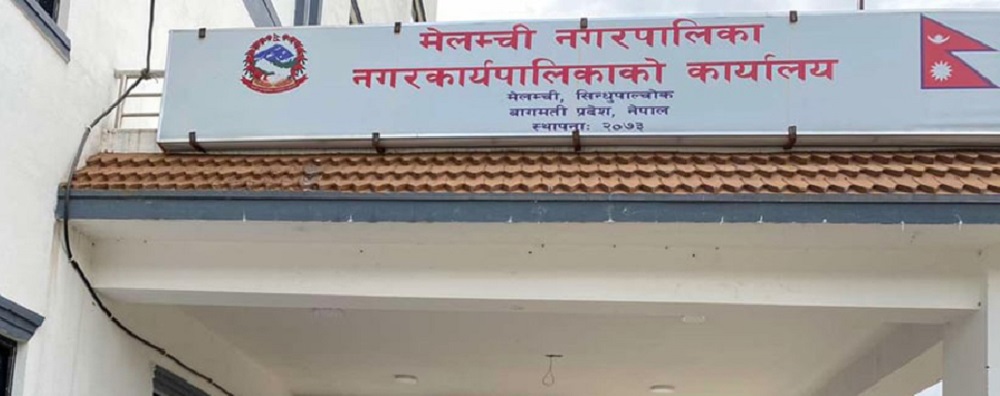 मेलम्ची नगरपालिका
नगरकार्यपालिकाको कार्यालय
मेलम्ची, सिन्धुपाल्चोक
बागमती प्रदेश, नेपाल
स्थापनाः २०७३